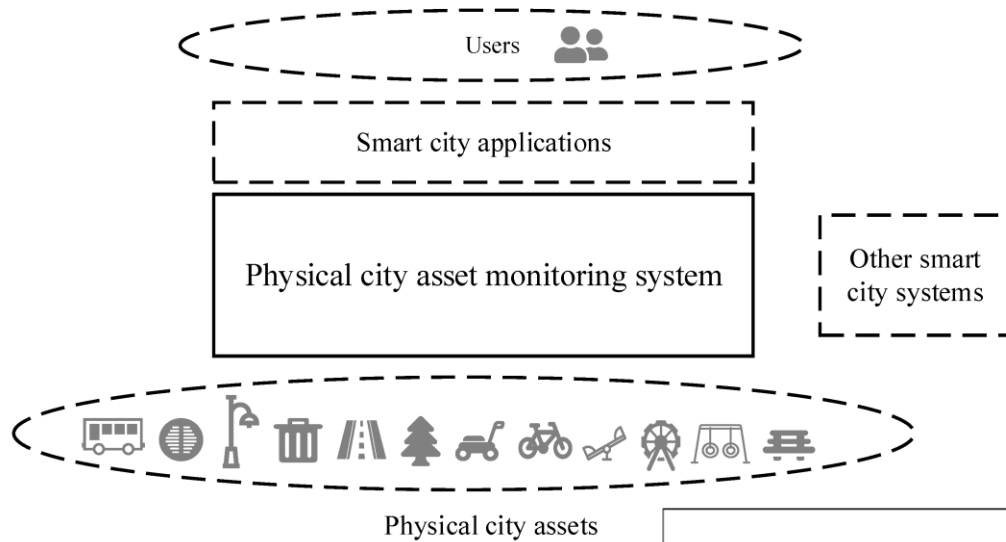 Users
Smart city applications
Physical city asset monitoring system
Other smart
city systems
Physical city assets